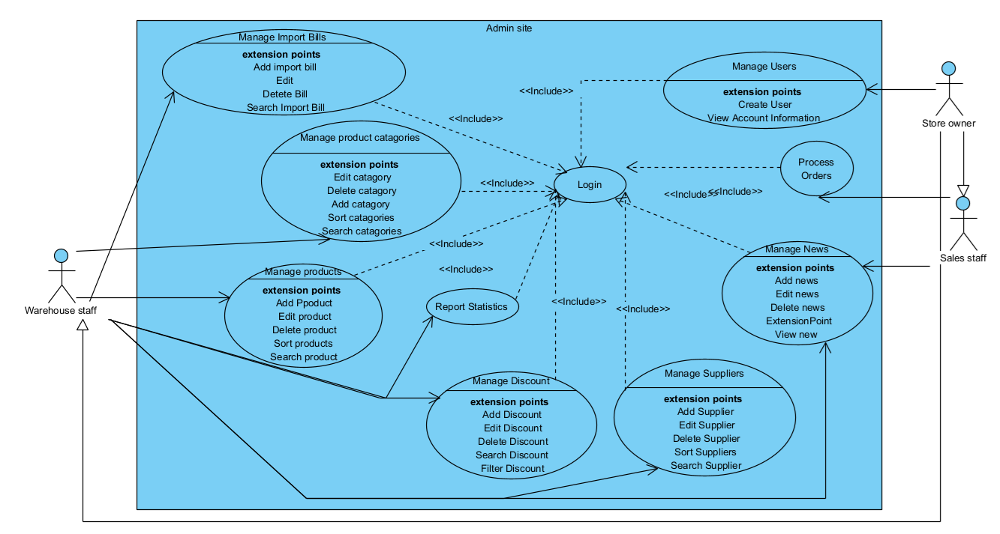 Admin site
Manage Import Bills
extension points
Add import bill
Edit
Detete Bill
Search Import Bill
Manage Users
extension points
Create User
View Account Information
<<Include>>
<<Include>>
Store owner
Manage product catagories
extension points
Edit catagory
Delete catagory
Add catagory
Sort catagories
Search catagories
<<Include>>
Login
Process
Orders
<<Include>>
<<Include>>
Sales staff
<<Include>>
<<Include>>
Manage News
extension points
Add news
Edit news
Delete news
ExtensionPoint
View new
Warehouse staff
Manage products
extension points
Add Pproduct
Edit product
Delete product
Sort products
Search product
Report Statistics
<<Include>>
<<Include>>
Manage Discount
extension points
Add Discount
Edit Discount
Delete Discount
Search Discount
Filter Discount
Manage Suppliers
extension points
Add Supplier
Edit Supplier
Delete Supplier
Sort Suppliers
Search Supplier